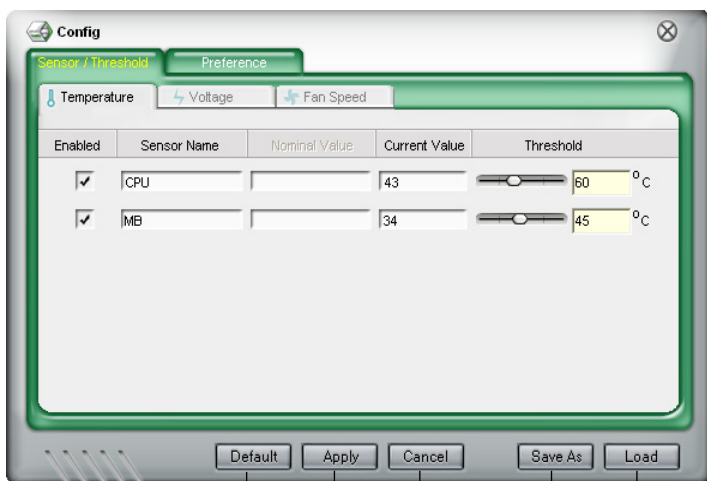 Config
Sensor / Threshold Preference
Temperature Voltage Fan Speed
Enabled Sensor Name Nominal Value Current Value Threshold
CPU 43 60 °C
MB 34 45 °C
Default Apply Cancel Save As Load